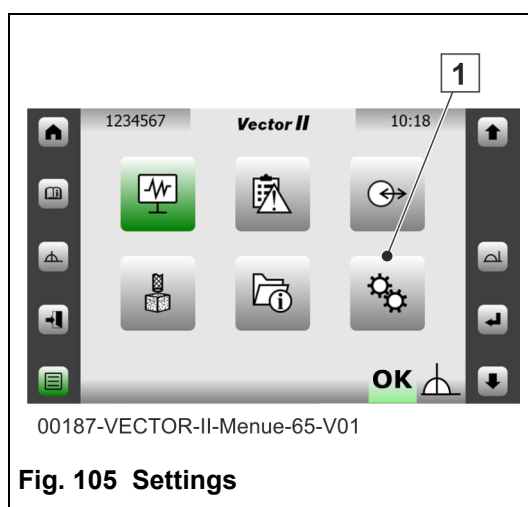 1
1234567
Vector II
10:18
OK
00187-VECTOR-II-Menue-65-V01
Fig. 105 Settings